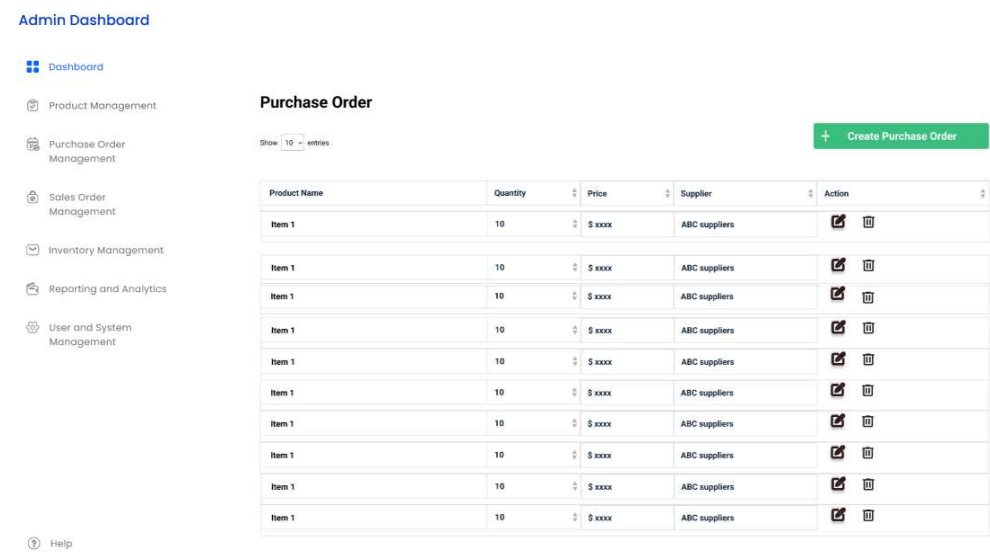 Admin Dashboard
Dashboard
Product Management
Purchase Order
Management
Sales Order
Management
Inventory Management
Reporting and Analytics
User and System
Management
Help
Purchase Order
Show 10 entries
+ Create Purchase Order
Product Name Quantity Price Supplier Action
Item 1 10 $ xxxx ABC suppliers
Item 1 10 $ xxxx ABC suppliers
Item 1 10 $ xxxx ABC suppliers
Item 1 10 $ xxxx ABC suppliers
Item 1 10 $ xxxx ABC suppliers
Item 1 10 $ xxxx ABC suppliers
Item 1 10 $ xxxx ABC suppliers
Item 1 10 $ xxxx ABC suppliers
Item 1 10 $ xxxx ABC suppliers
Item 1 10 $ xxxx ABC suppliers